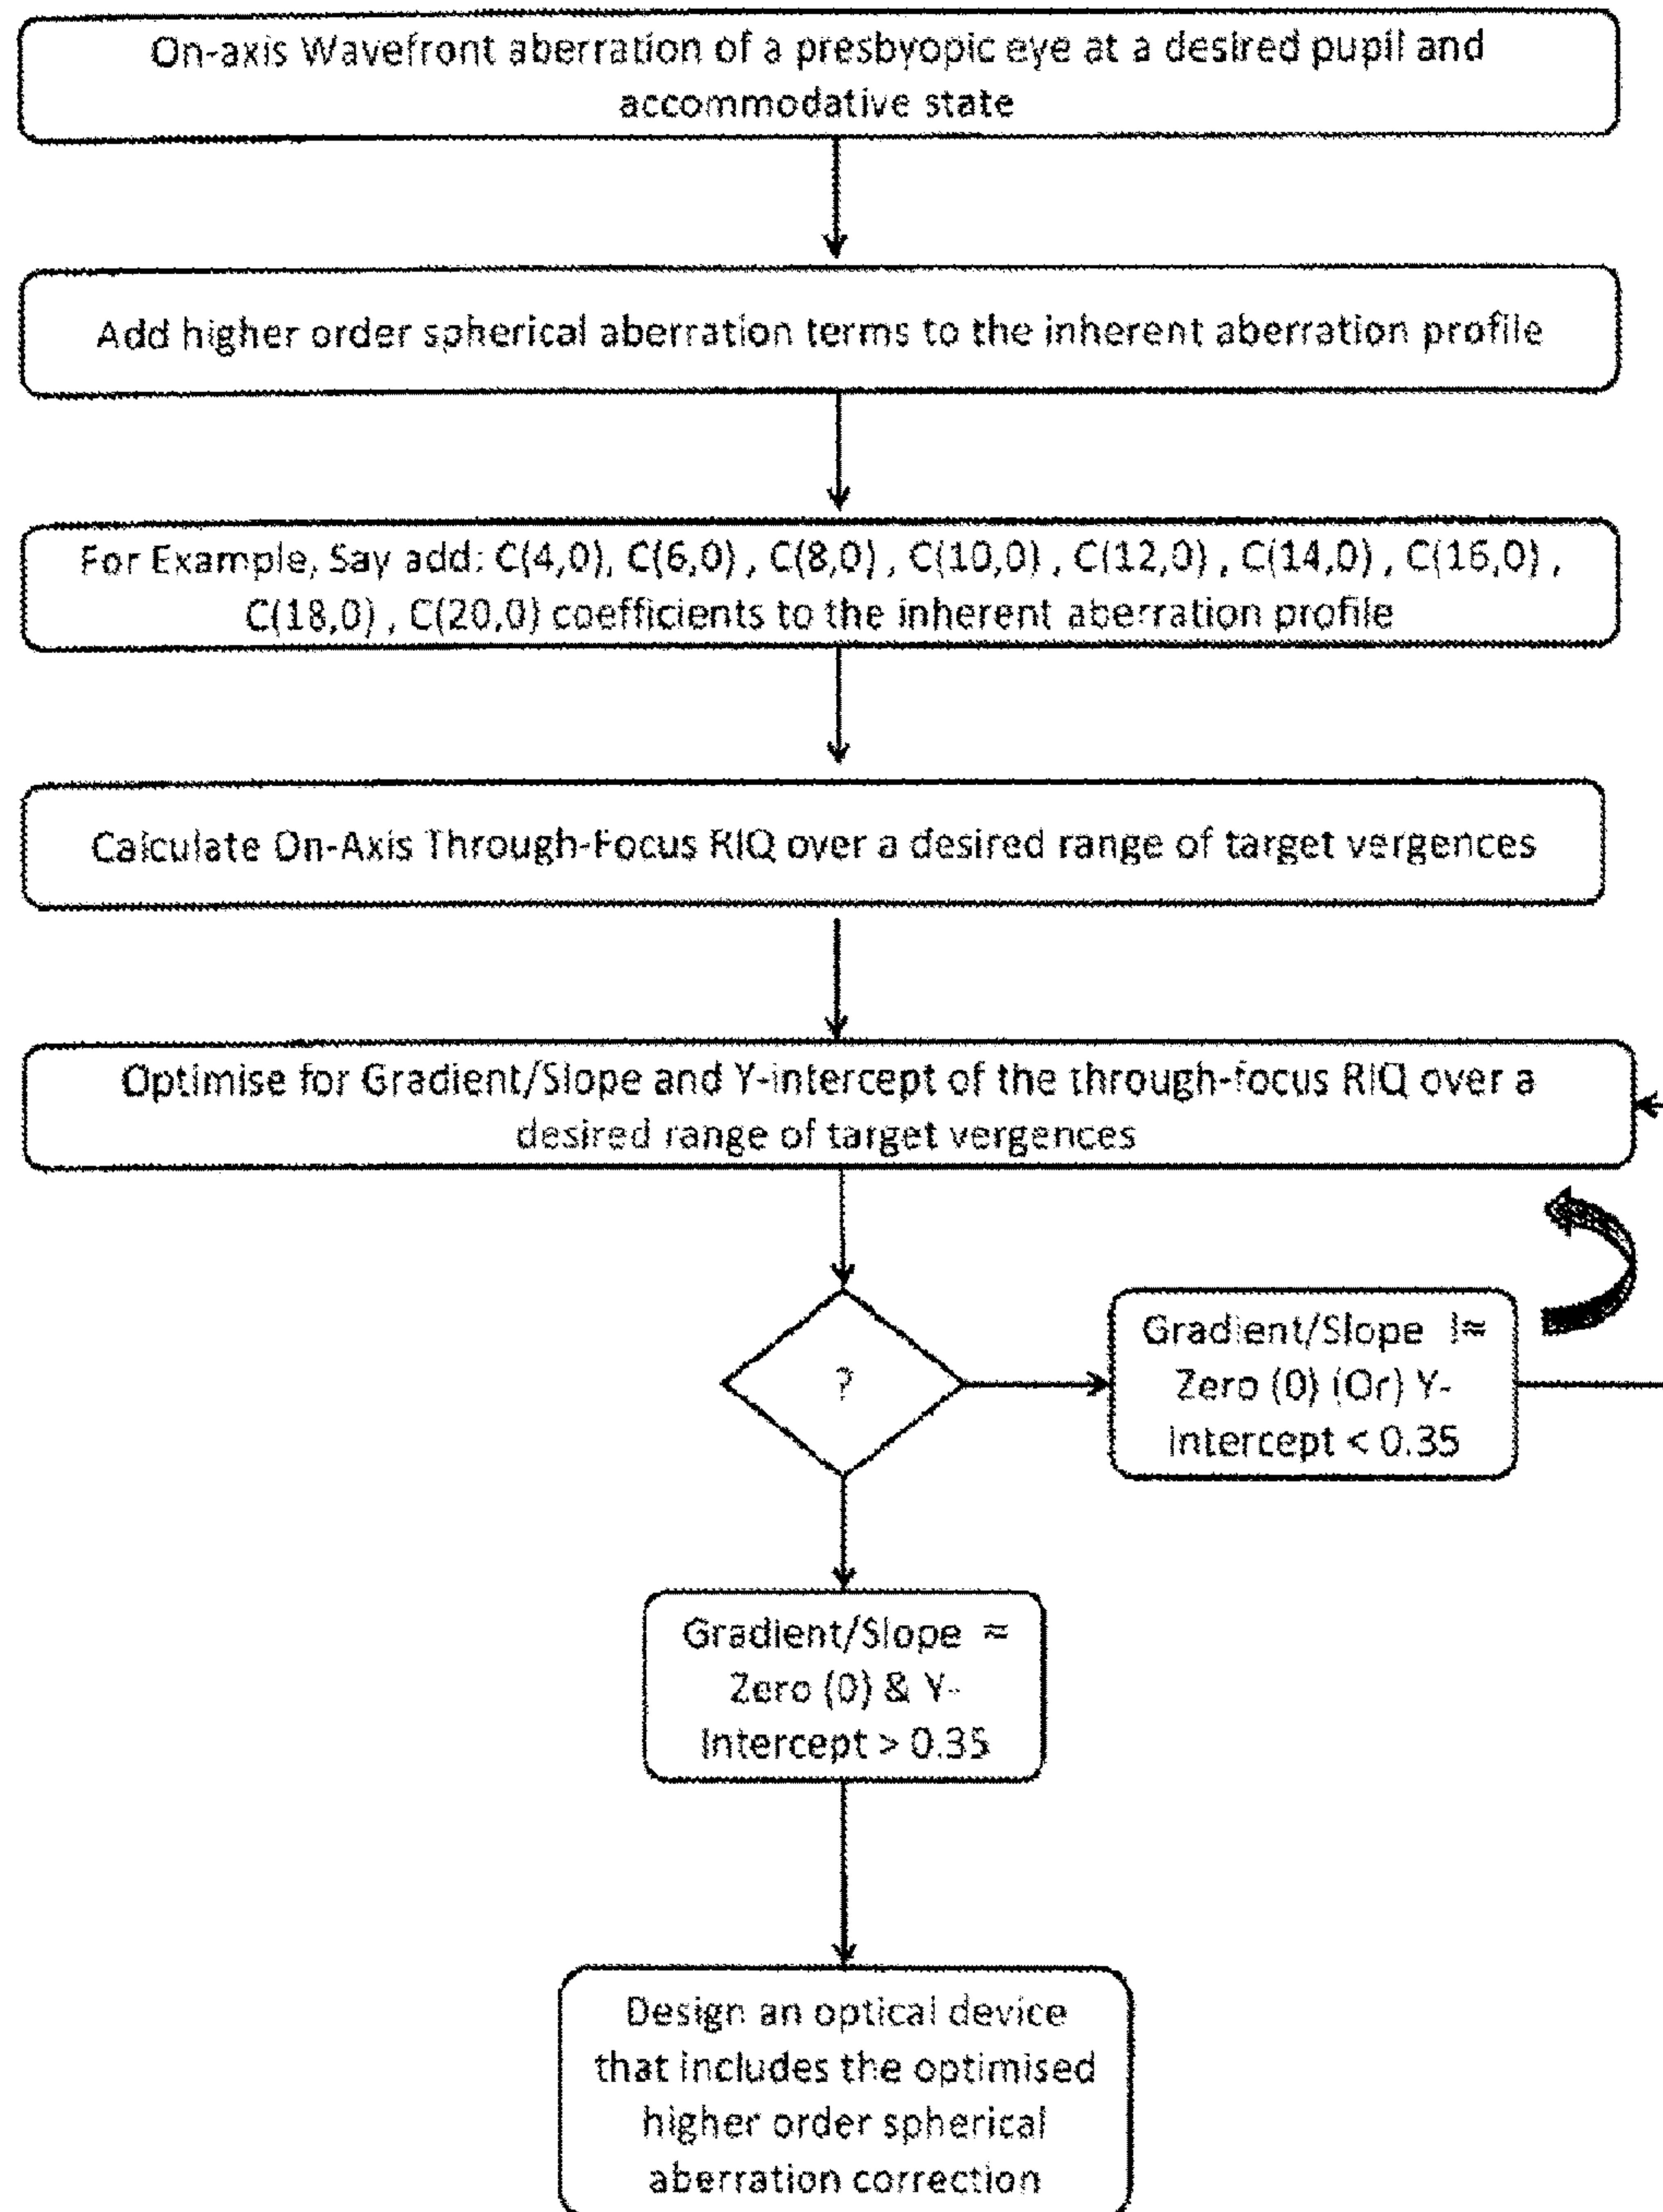 On-axis Wavefront aberration of a presbyopic eye at a desired pupil and
accommodative state
Add higher order spherical aberration terms to the inherent aberration profile
For Example, Say add: C(4,0), C(6,0) , C(8,0) , C(10,0) , C(12,0) , C(14,0) , C(16,0) ,
C(18,0) , C(20,0) coefficients to the inherent aberration profile
Calculate On-Axis Through-Focus RIQ over a desired range of target vergences
Optimise for Gradient/Slope and Y-intercept of the through-focus RIQ over a
desired range of target vergences
?
Gradient/Slope !≈
Zero (0) (Or) Y-
Intercept < 0.35
Gradient/Slope ≈
Zero (0) & Y-
Intercept > 0.35
Design an optical device
that includes the optimised
higher order spherical
aberration correction